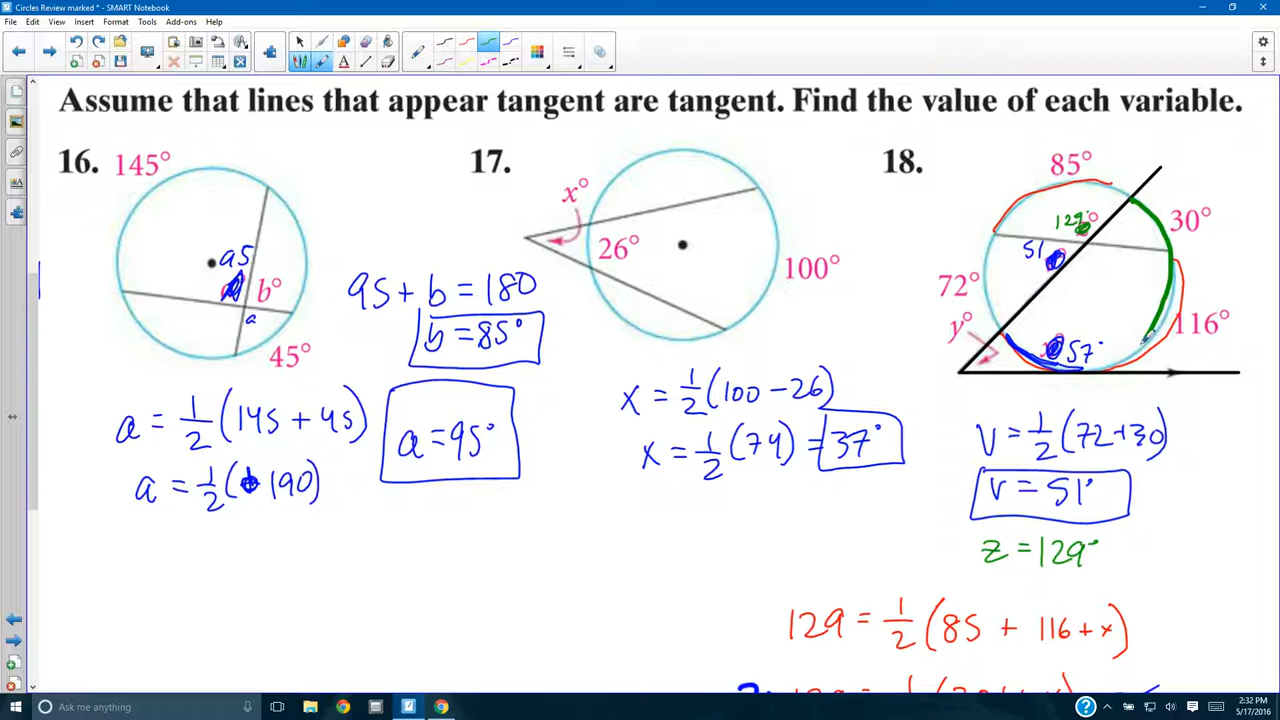 Circles Review marked * - SMART Notebook
File Edit View Insert Format Tools Add-ons Help
Assume that lines that appear tangent are tangent. Find the value of each variable.
16.
145°
a5
b°
a
45°
95 + b = 180
b = 85°
a = 1/2 (145 + 45)
a = 1/2 ( 190)
a = 95°
17.
x°
26°
100°
x = 1/2 (100 - 26)
x = 1/2 (74) = 37°
18.
85°
129°
30°
51
72°
116°
y°
57°
V = 1/2 (72+30)
V = 51°
z = 129°
129 = 1/2 (85 + 116 + x)
Ask me anything
2:32 PM
5/17/2016